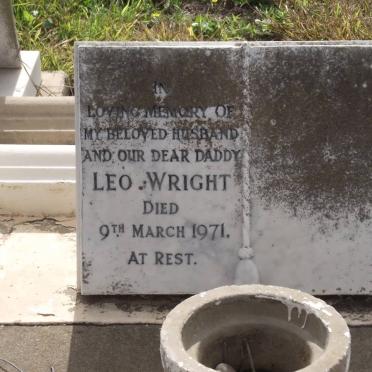 IN
LOVING MEMORY OF
MY BELOVED HUSBAND
AND OUR DEAR DADDY
LEO WRIGHT
DIED
9TH MARCH 1971.
AT REST.